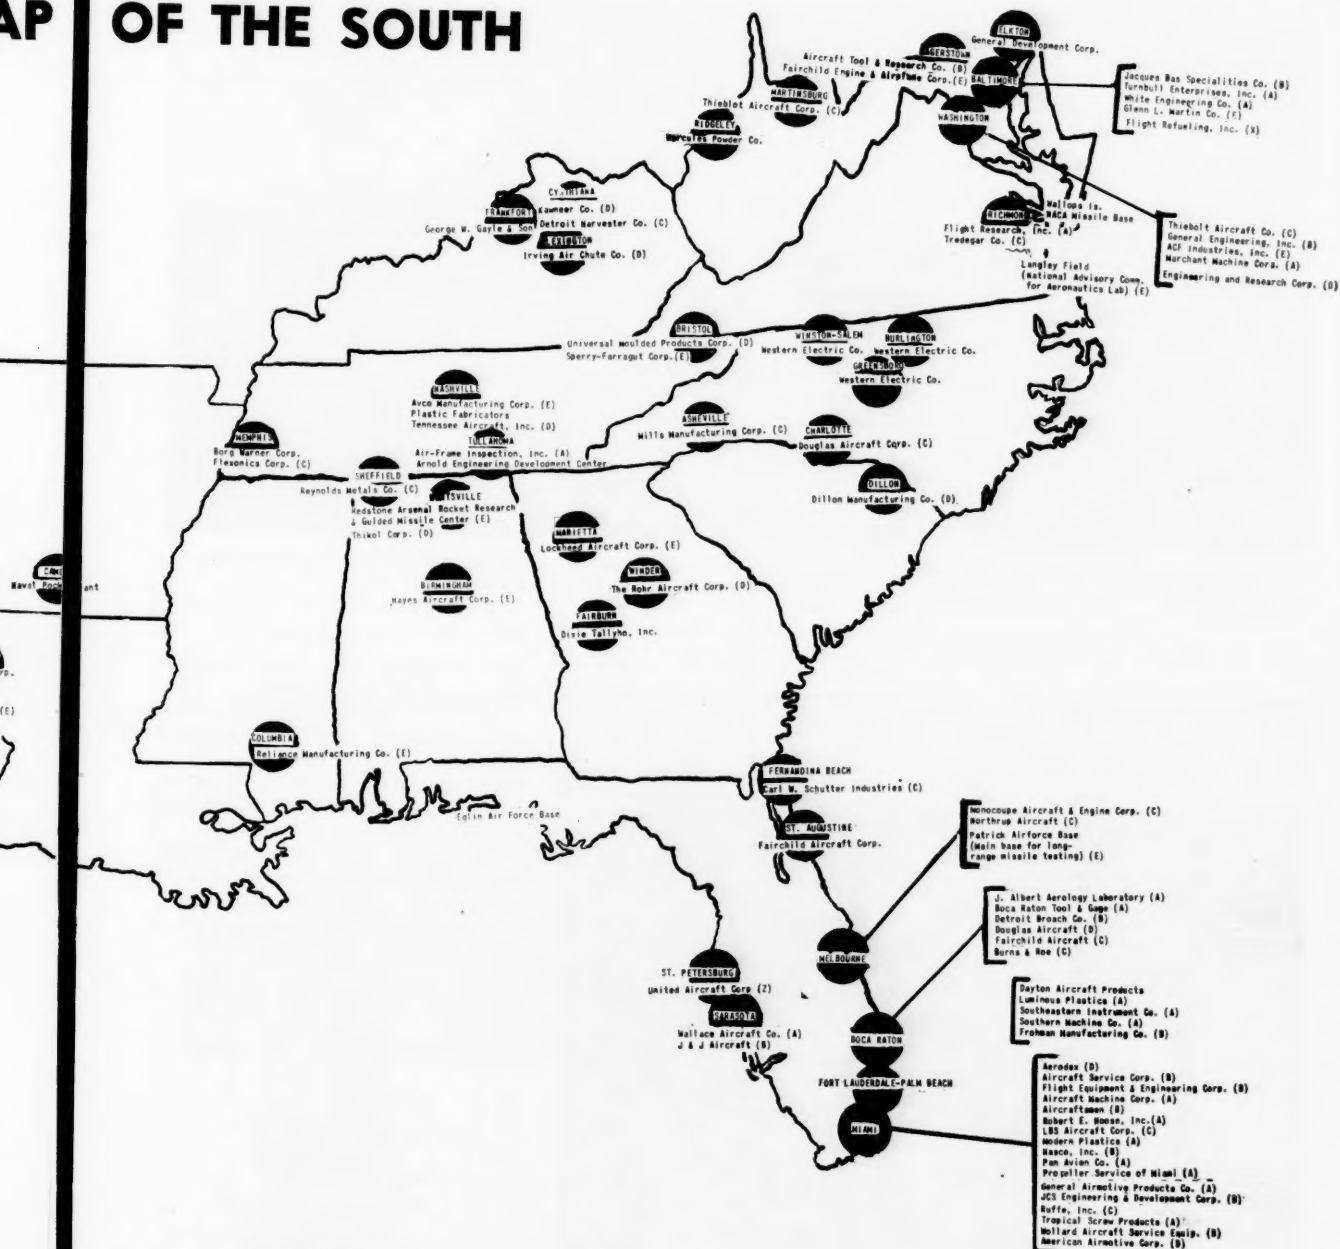 AP OF THE SOUTH
ELKTON
General Development Corp.
GERSTOWN
Aircraft Tool & Research Co. (B)
Fairchild Engine & Airplane Corp.(E)
BALTIMORE
Jacques Bas Specialities Co. (B)
Turnbull Enterprises, Inc. (A)
White Engineering Co. (A)
Glenn L. Martin Co. (E)
Flight Refueling, Inc. (X)
MARTINSBURG
Thieblot Aircraft Corp. (C)
WASHINGTON
Thiebolt Aircraft Co. (C)
General Engineering, Inc. (B)
ACF Industries, Inc. (E)
Marchant Machine Corp. (A)
Engineering and Research Corp. (D)
RIDGELEY
Hercules Powder Co.
CYNTHIANA
Kawneer Co. (D)
FRANKFORT
George W. Gayle & Son
Detroit Harvester Co. (C)
LEXINGTON
Irving Air Chute Co. (D)
Wallops Is.
NACA Missile Base
RICHMON
Flight Research, Inc. (A)
Tredegar Co. (C)
Langley Field
(National Advisory Comm.
for Aeronautics Lab) (E)
BRISTOL
Universal Moulded Products Corp. (D)
Sperry-Farragut Corp.(E)
WINSTON-SALEM
Western Electric Co.
BURLINGTON
Western Electric Co.
GREENSBORO
Western Electric Co.
NASHVILLE
Avco Manufacturing Corp. (E)
Plastic Fabricators
Tennessee Aircraft, Inc. (D)
ASHEVILLE
Mills Manufacturing Corp. (C)
CHARLOTTE
Douglas Aircraft Corp. (C)
MEMPHIS
Borg Warner Corp.
Flexonics Corp. (C)
TULLAHOMA
Air-Frame Inspection, Inc. (A)
Arnold Engineering Development Center
SHEFFIELD
Reynolds Metals Co. (C)
DILLON
Dillon Manufacturing Co. (D)
HUNTSVILLE
Redstone Arsenal Rocket Research
& Guided Missile Center (E)
Thikol Corp. (D)
MARIETTA
Lockheed Aircraft Corp. (E)
CAMD
Naval Rock ant
BIRMINGHAM
Hayes Aircraft Corp. (E)
WINDER
The Rohr Aircraft Corp. (D)
FAIRBURN
Dixie Tallyho, Inc.
rp.
(E)
COLUMBIA
Reliance Manufacturing Co. (E)
FERNANDINA BEACH
Carl W. Schutter Industries (C)
Eglin Air Force Base
ST. AUGUSTINE
Fairchild Aircraft Corp.
Monocoupe Aircraft & Engine Corp. (C)
Northrup Aircraft (C)
Patrick Airforce Base
(Main base for long-
range missile testing) (E)
J. Albert Aerology Laboratory (A)
Boca Raton Tool & Gage (A)
Detroit Broach Co. (B)
Douglas Aircraft (D)
Fairchild Aircraft (C)
Burns & Roe (C)
MELBOURNE
ST. PETERSBURG
United Aircraft Corp (Z)
SARASOTA
Wallace Aircraft Co. (A)
J & J Aircraft (B)
Dayton Aircraft Products
Luminous Plastics (A)
Southeastern Instrument Co. (A)
Southern Machine Co. (A)
Frohman Manufacturing Co. (B)
BOCA RATON
FORT LAUDERDALE-PALM BEACH
MIAMI
Aerodex (D)
Aircraft Service Corp. (B)
Flight Equipment & Engineering Corp. (B)
Aircraft Machine Corp. (A)
Aircraftsmen (B)
Robert E. Moose, Inc.(A)
LBS Aircraft Corp. (C)
Modern Plastics (A)
Nasco, Inc. (B)
Pan Avion Co. (A)
Propeller Service of Miami (A)
General Airmotive Products Co. (A)
JCS Engineering & Development Corp. (B)
Ruffe, Inc. (C)
Tropical Screw Products (A)
Wollard Aircraft Service Equip. (B)
American Airmotive Corp. (D)